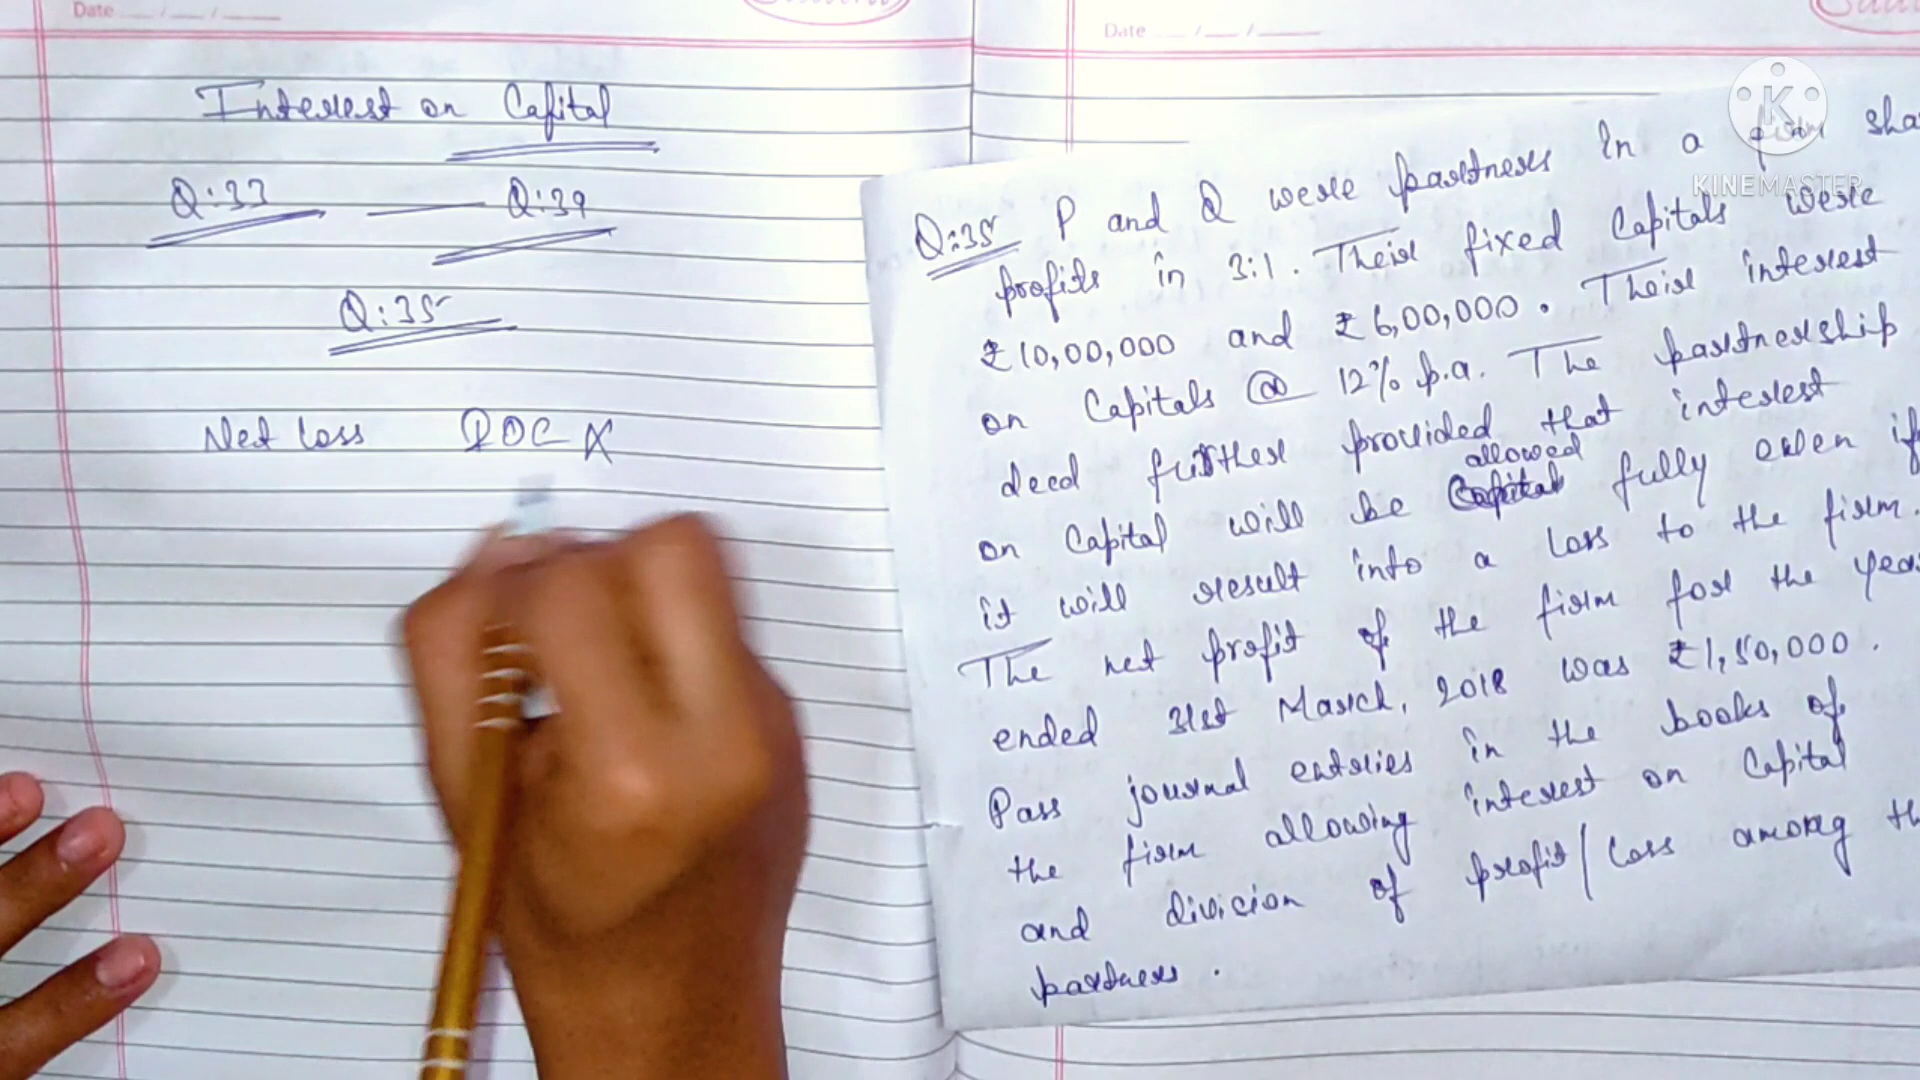 Date
Interest on Capital
Q:33 — Q:39
Q:35
Net Loss IOC X
Date
K
KINEMASTER
Q:35 P and Q were partners in a firm sha
profits in 3:1. Their fixed Capitals were
₹10,00,000 and ₹6,00,000. Their interest
on Capitals @ 12% p.a. The partnership
deed further provided that interest
on Capital will be allowed fully even if
it will result into a loss to the firm.
The net profit of the firm for the year
ended 31st March, 2018 was ₹1,50,000.
Pass journal entries in the books of
the firm allowing interest on Capital
and division of profit/loss among th
partners.